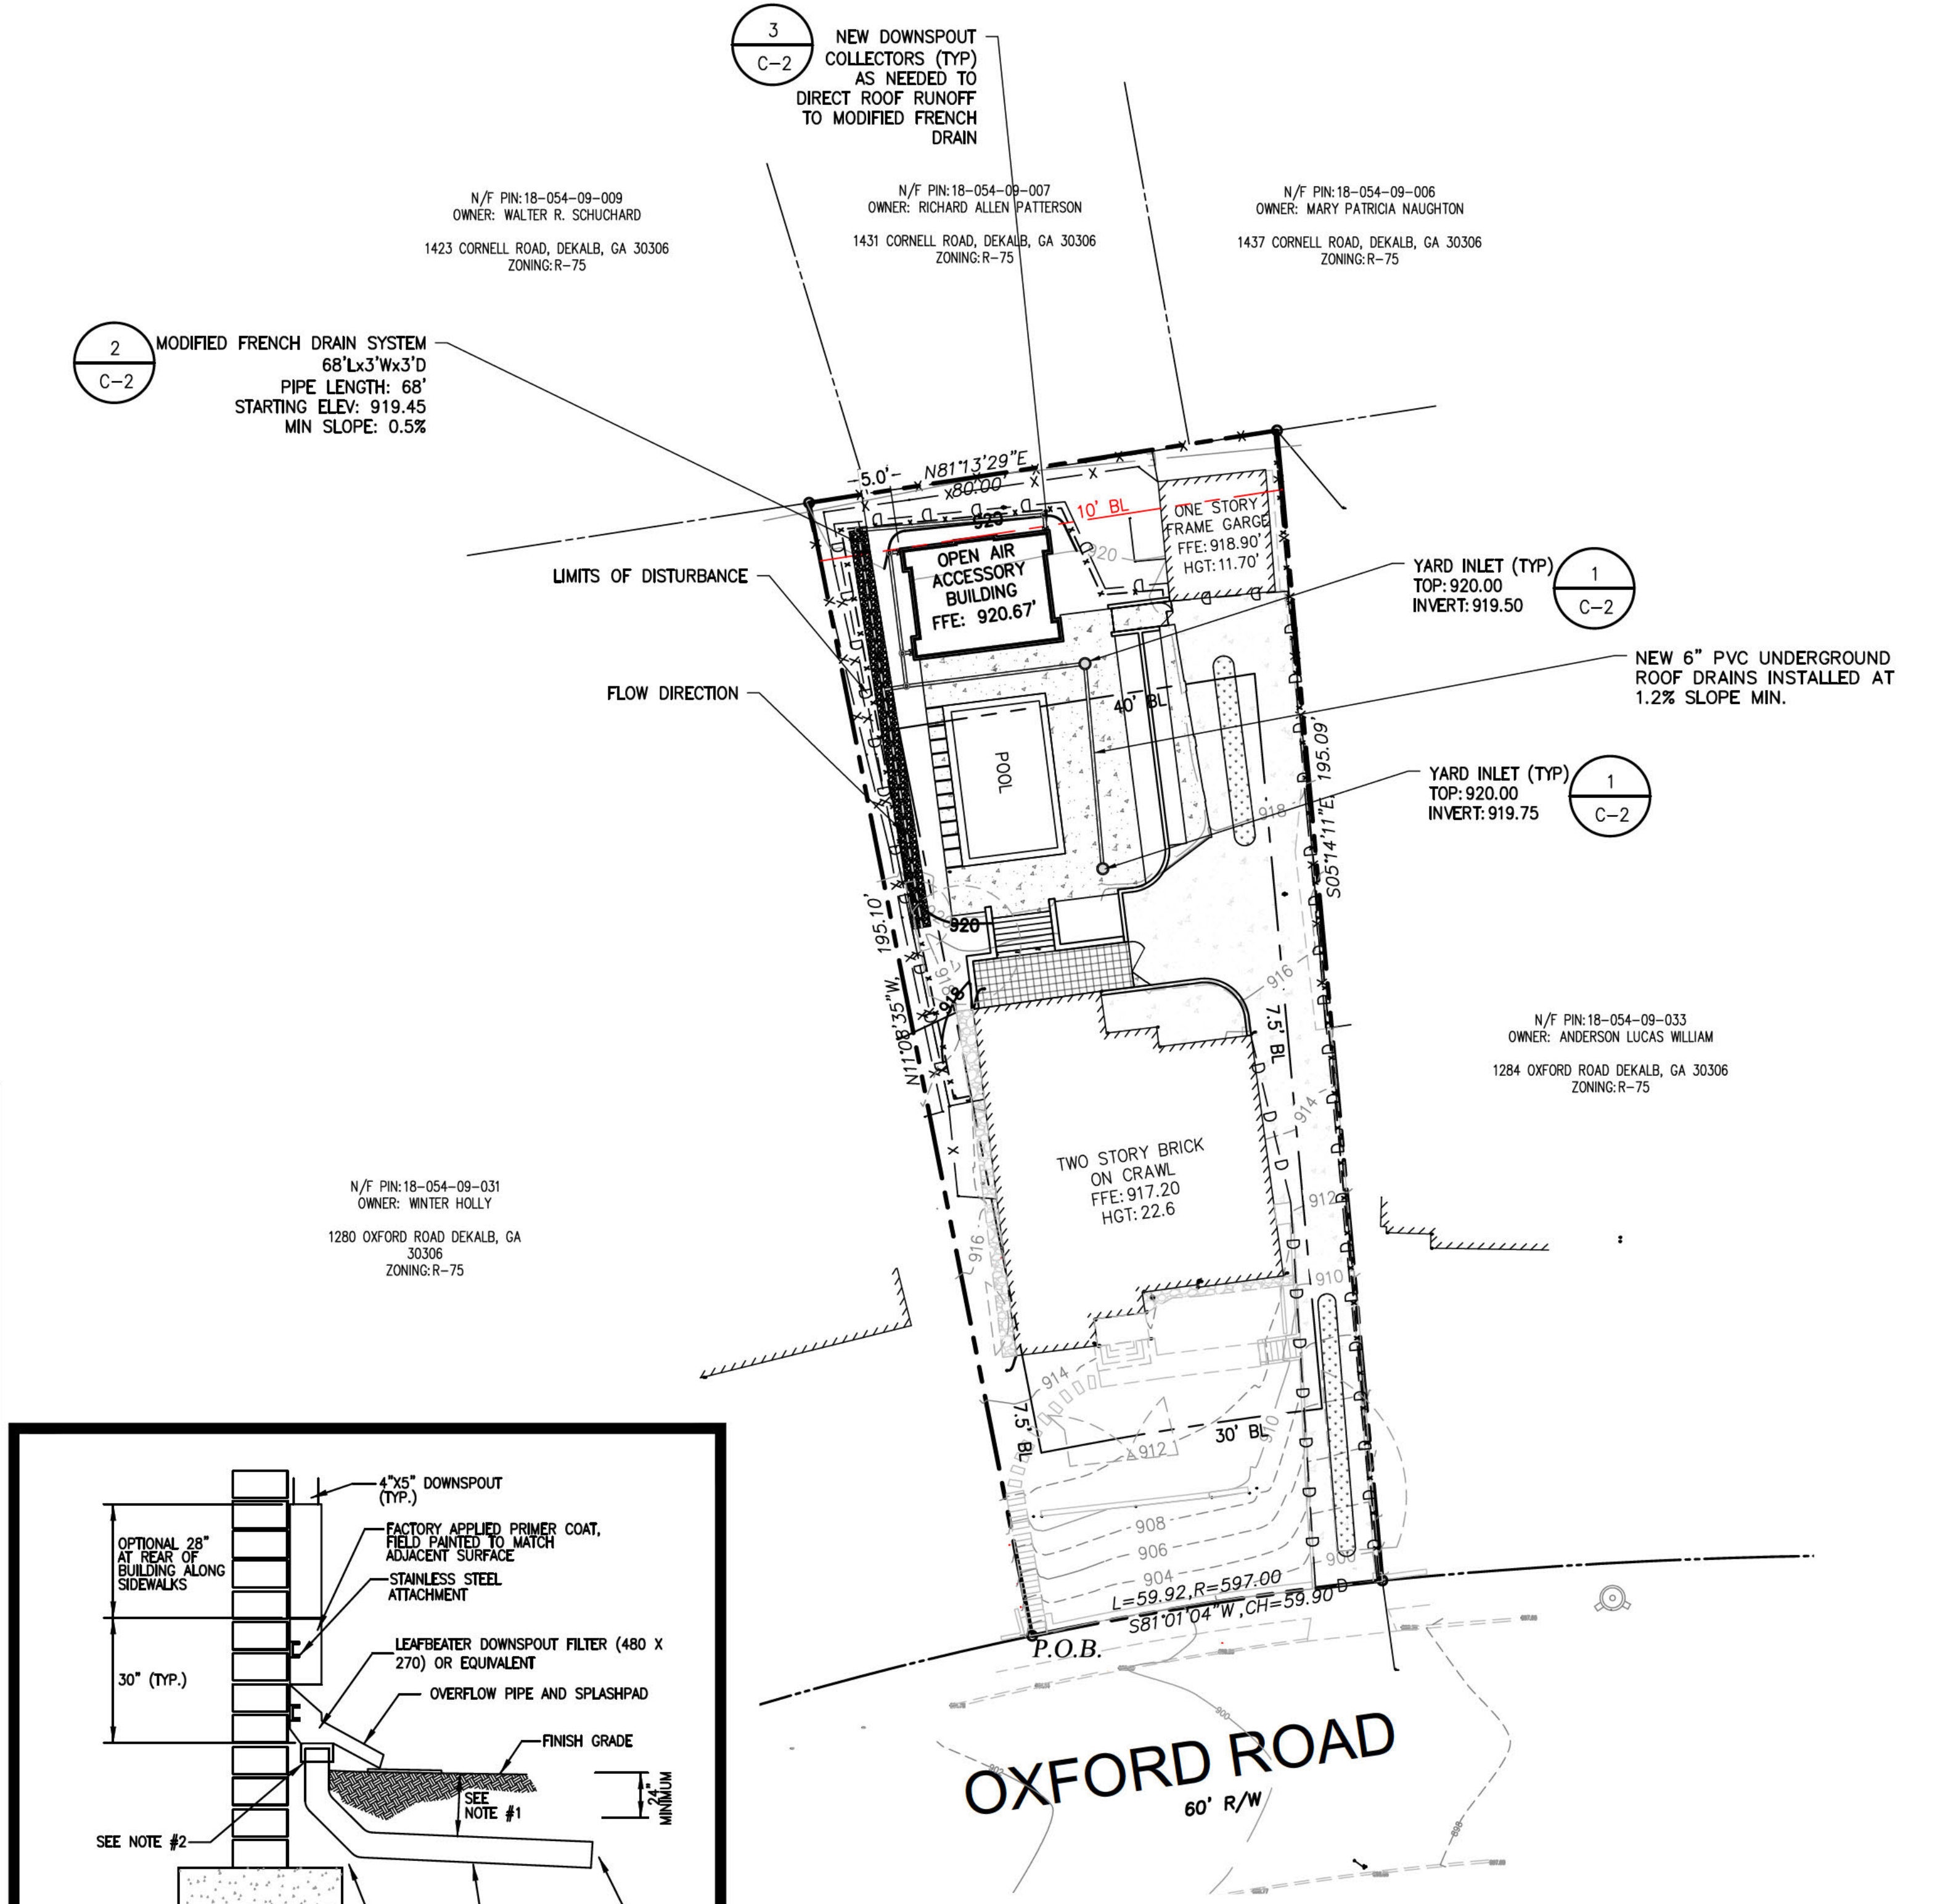 3
C-2
NEW DOWNSPOUT
COLLECTORS (TYP)
AS NEEDED TO
DIRECT ROOF RUNOFF
TO MODIFIED FRENCH
DRAIN
N/F PIN:18-054-09-009
OWNER: WALTER R. SCHUCHARD
1423 CORNELL ROAD, DEKALB, GA 30306
ZONING:R-75
N/F PIN:18-054-09-007
OWNER: RICHARD ALLEN PATTERSON
1431 CORNELL ROAD, DEKALB, GA 30306
ZONING:R-75
N/F PIN:18-054-09-006
OWNER: MARY PATRICIA NAUGHTON
1437 CORNELL ROAD, DEKALB, GA 30306
ZONING:R-75
2
C-2
MODIFIED FRENCH DRAIN SYSTEM
68'Lx3'Wx3'D
PIPE LENGTH: 68'
STARTING ELEV: 919.45
MIN SLOPE: 0.5%
5.0'
N81°13'29"E
80.00'
10' BL
920
920
OPEN AIR
ACCESSORY
BUILDING
FFE: 920.67'
ONE STORY
FRAME GARGE
FFE:918.90'
HGT:11.70'
LIMITS OF DISTURBANCE
FLOW DIRECTION
YARD INLET (TYP)
TOP:920.00
INVERT:919.50
1
C-2
NEW 6" PVC UNDERGROUND
ROOF DRAINS INSTALLED AT
1.2% SLOPE MIN.
YARD INLET (TYP)
TOP:920.00
INVERT:919.75
1
C-2
40' BL
POOL
918
S05°14'11"E, 195.09'
N11°08'35"W, 195.10'
920
920
918
918
916
7.5' BL
914
912
910
N/F PIN:18-054-09-033
OWNER: ANDERSON LUCAS WILLIAM
1284 OXFORD ROAD DEKALB, GA 30306
ZONING:R-75
TWO STORY BRICK
ON CRAWL
FFE:917.20
HGT:22.6
916
N/F PIN:18-054-09-031
OWNER: WINTER HOLLY
1280 OXFORD ROAD DEKALB, GA
30306
ZONING:R-75
914
7.5' BL
912
30' BL
910
908
906
904
900
L=59.92,R=597.00
S81°01'04"W,CH=59.90
P.O.B.
900
902
898
OXFORD ROAD
60' R/W
4"X5" DOWNSPOUT
(TYP.)
FACTORY APPLIED PRIMER COAT,
FIELD PAINTED TO MATCH
ADJACENT SURFACE
OPTIONAL 28"
AT REAR OF
BUILDING ALONG
SIDEWALKS
STAINLESS STEEL
ATTACHMENT
LEAFBEATER DOWNSPOUT FILTER (480 X
270) OR EQUIVALENT
30" (TYP.)
OVERFLOW PIPE AND SPLASHPAD
FINISH GRADE
SEE
NOTE #1
24"
MINIMUM
SEE NOTE #2